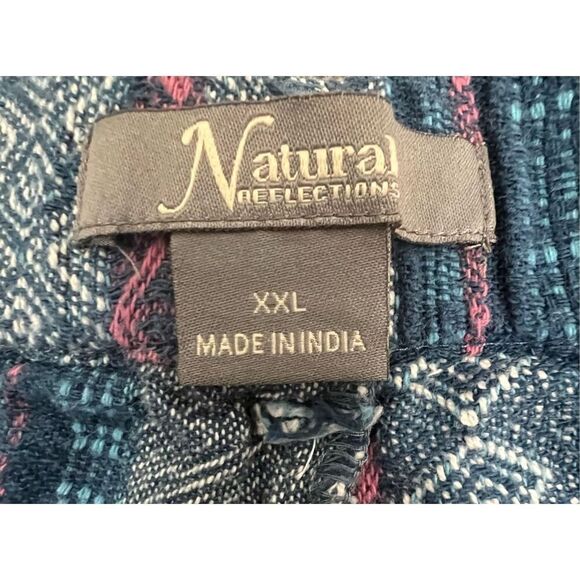 Natural
REFLECTIONS
XXL
MADE IN INDIA